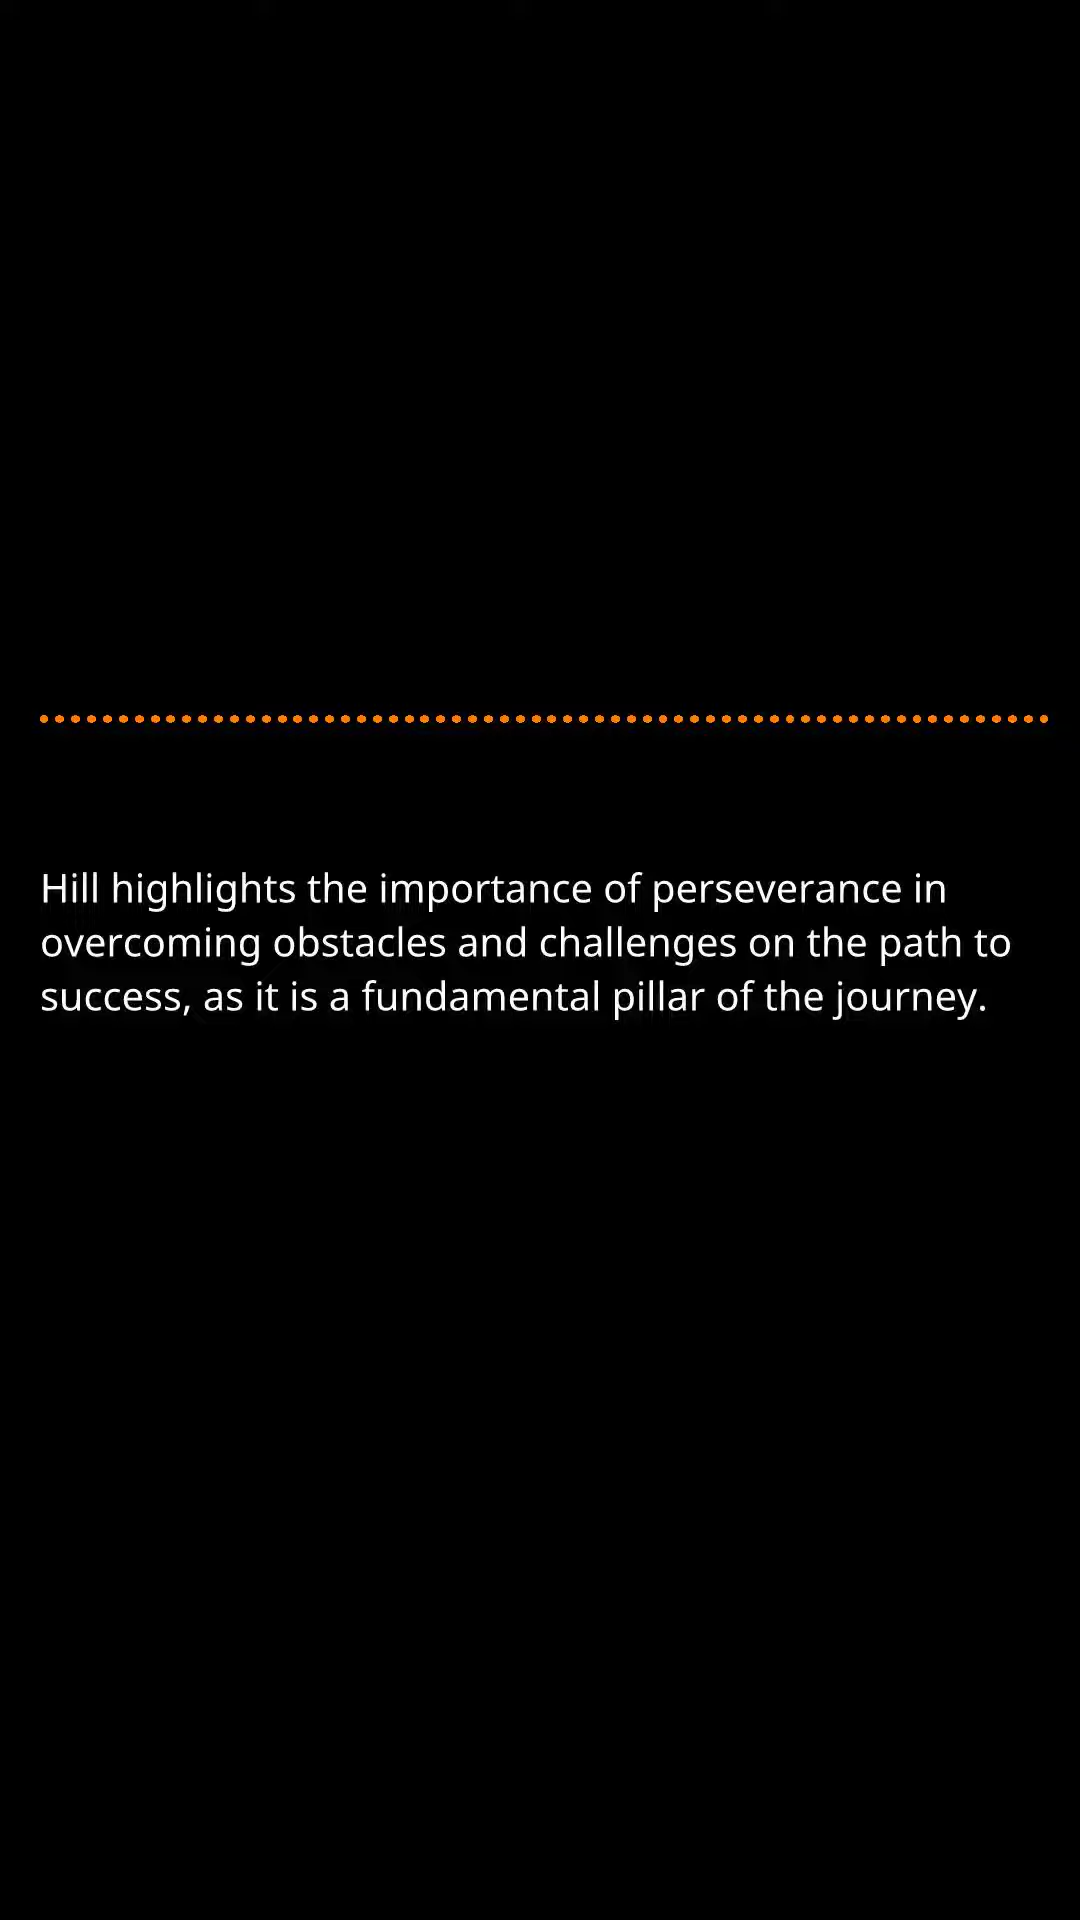 Hill highlights the importance of perseverance in
overcoming obstacles and challenges on the path to
success, as it is a fundamental pillar of the journey.